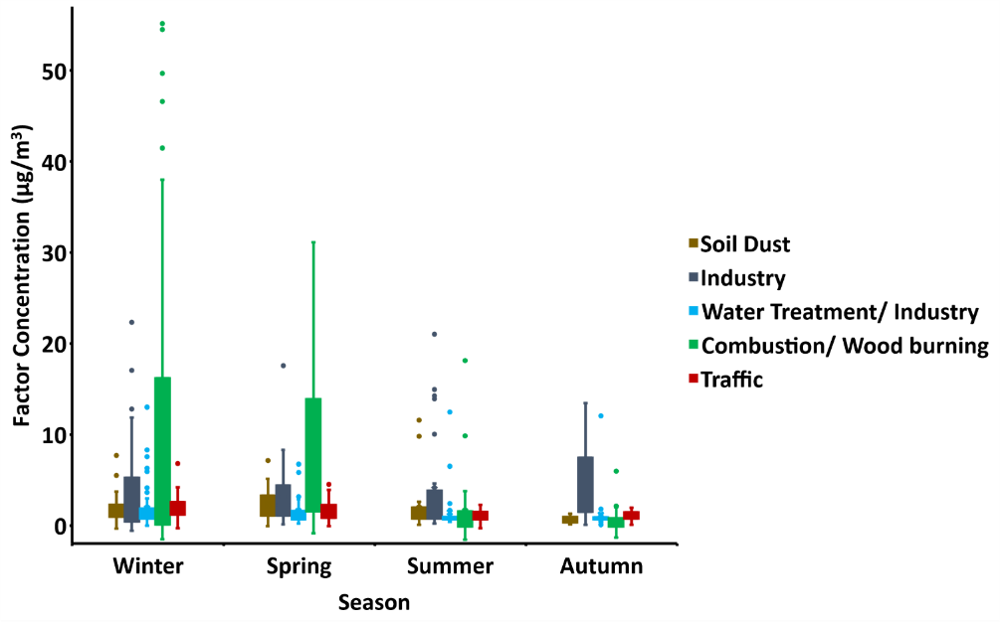 Factor Concentration (µg/m³)
50
40
30
20
10
0
Winter
Spring
Summer
Autumn
Season
Soil Dust
Industry
Water Treatment/ Industry
Combustion/ Wood burning
Traffic